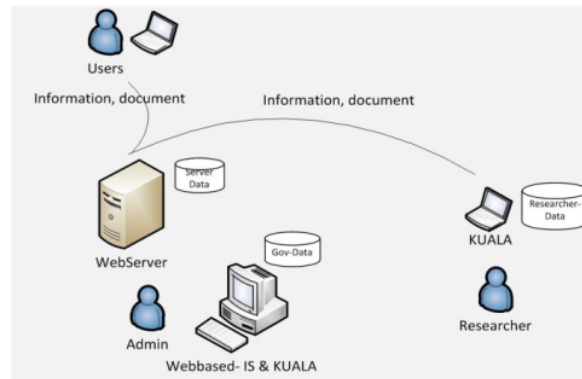 Users
Information, document
Information, document
Server
Data
WebServer
Researcher-
Data
KUALA
Gov-Data
Admin
Researcher
Webbased- IS & KUALA